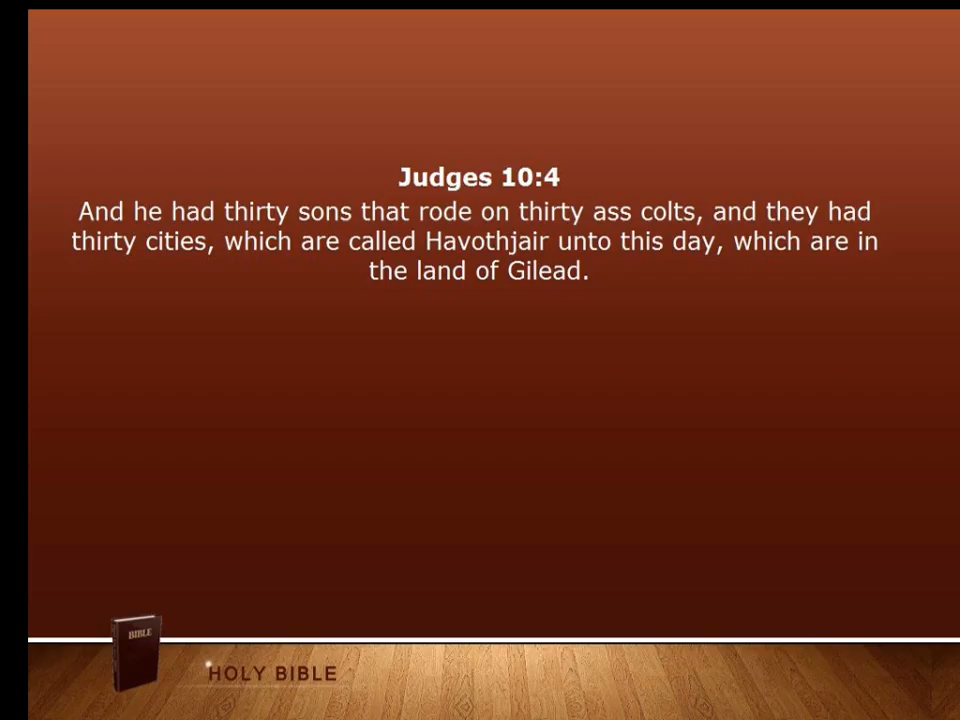 Judges 10:4
And he had thirty sons that rode on thirty ass colts, and they had
thirty cities, which are called Havothjair unto this day, which are in
the land of Gilead.
BIBLE
HOLY BIBLE